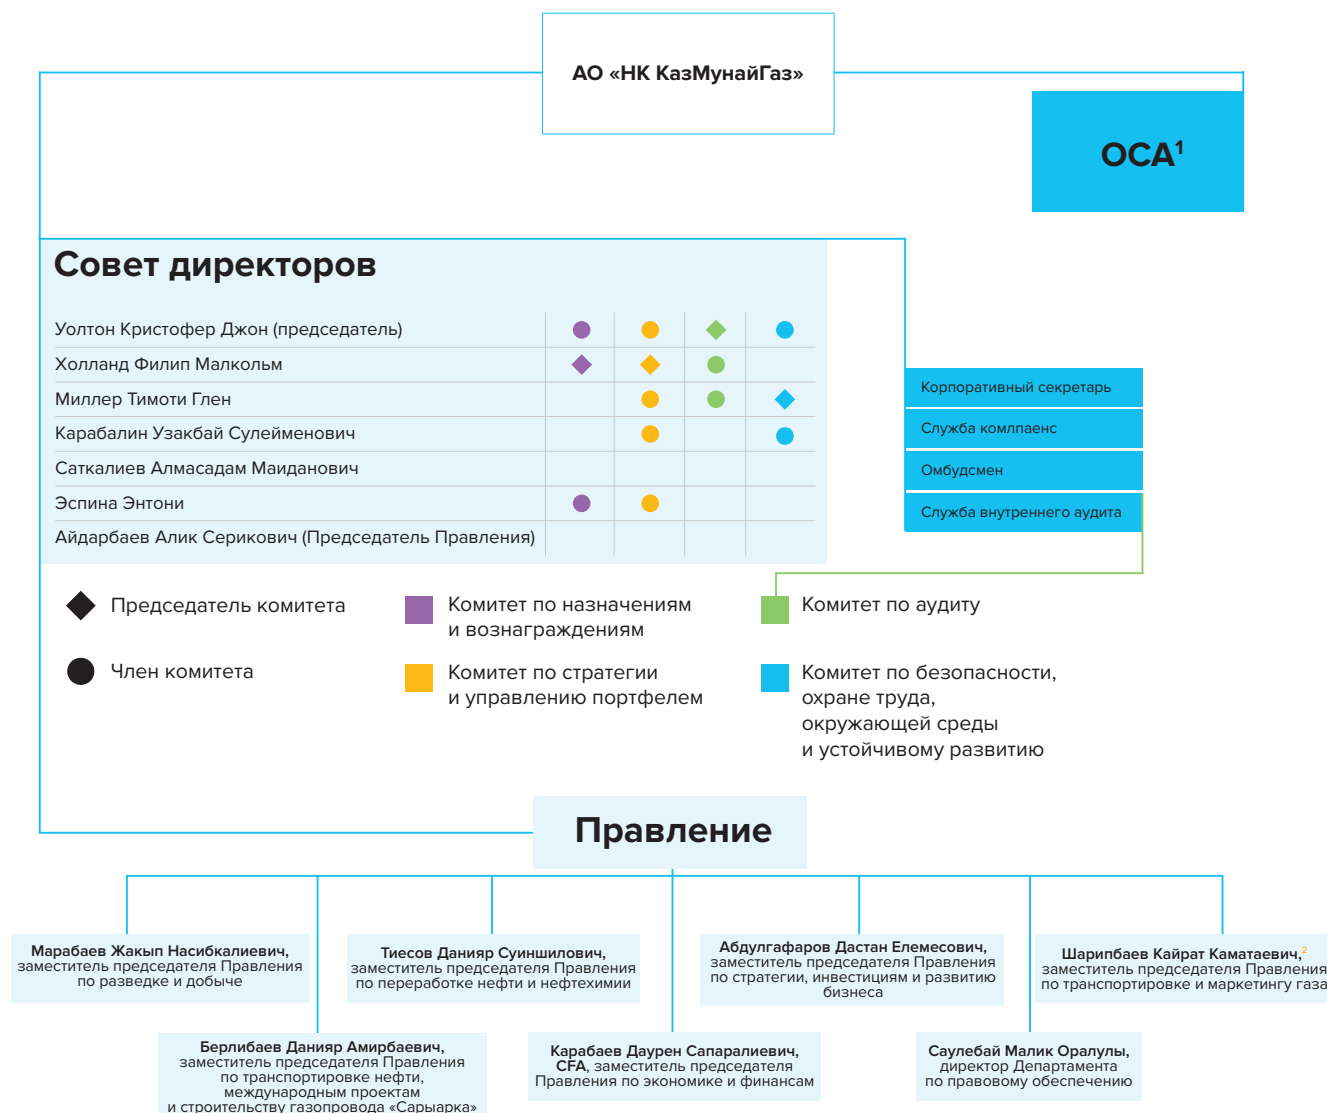 АО «НК КазМунайГаз»
ОСА¹
Совет директоров
Уолтон Кристофер Джон (председатель)
Холланд Филип Малкольм
Миллер Тимоти Глен
Карабалин Узакбай Сулейменович
Саткалиев Алмасадам Маиданович
Эспина Энтони
Айдарбаев Алик Серикович (Председатель Правления)
Корпоративный секретарь
Служба комлпаенс
Омбудсмен
Служба внутреннего аудита
Председатель комитета
Член комитета
Комитет по назначениям
и вознаграждениям
Комитет по стратегии
и управлению портфелем
Комитет по аудиту
Комитет по безопасности,
охране труда,
окружающей среды
и устойчивому развитию
Правление
Марабаев Жакып Насибкалиевич,
заместитель председателя Правления
по разведке и добыче
Тиесов Данияр Суиншилович,
заместитель председателя Правления
по переработке нефти и нефтехимии
Абдулгафаров Дастан Елемесович,
заместитель председателя Правления
по стратегии, инвестициям и развитию
бизнеса
Шарипбаев Кайрат Каматаевич,²
заместитель председателя Правления
по транспортировке и маркетингу газа
Берлибаев Данияр Амирбаевич,
заместитель председателя Правления
по транспортировке нефти,
международным проектам
и строительству газопровода «Сарыарка»
Карабаев Даурен Сапаралиевич,
CFA, заместитель председателя
Правления по экономике и финансам
Саулебай Малик Оралулы,
директор Департамента
по правовому обеспечению